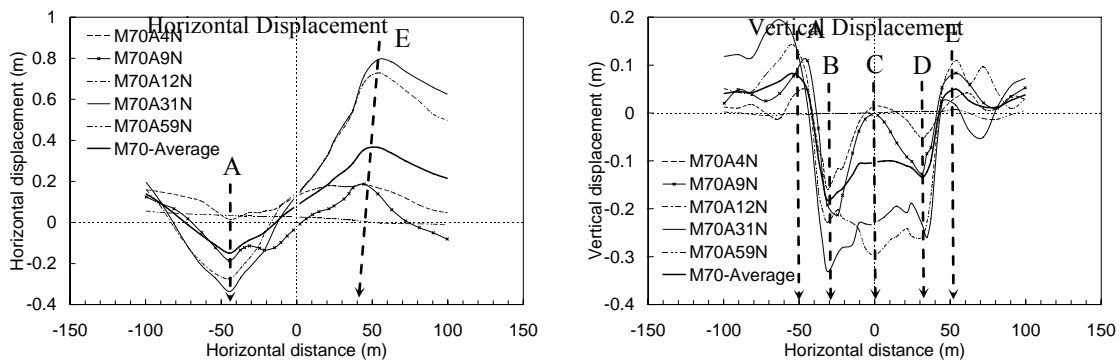 Horizontal Displacement
Horizontal displacement (m)
1
0.8
0.6
0.4
0.2
0
-0.2
-0.4
M70A4N
M70A9N
M70A12N
M70A31N
M70A59N
M70-Average
A
E
-150 -100 -50 0 50 100 150
Horizontal distance (m)
Vertical Displacement
Vertical displacement (m)
0.2
0.1
0
-0.1
-0.2
-0.3
A
B
C
D
E
M70A4N
M70A9N
M70A12N
M70A31N
M70A59N
M70-Average
-150 -100 -50 0 50 100 150
Horizontal distance (m)